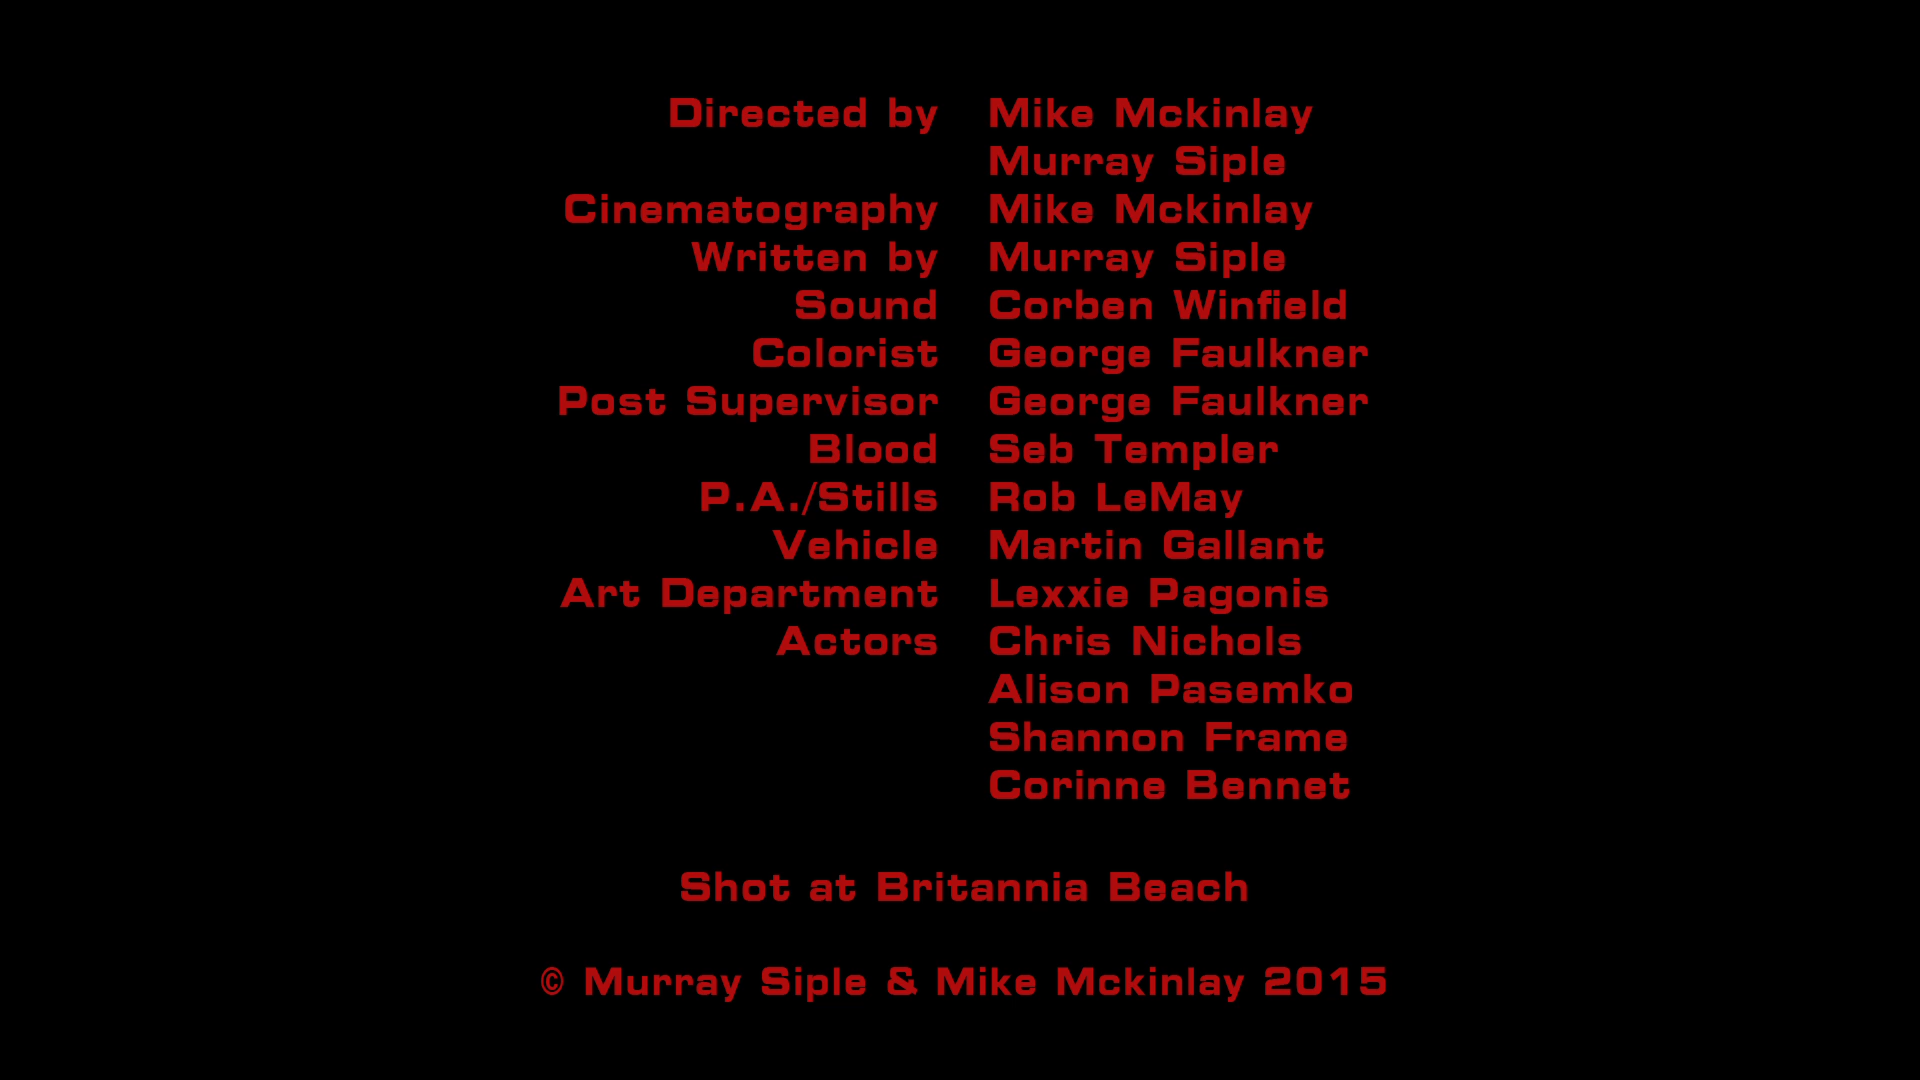 Directed by Mike Mckinlay
Murray Siple
Cinematography Mike Mckinlay
Written by Murray Siple
Sound Corben Winfield
Colorist George Faulkner
Post Supervisor George Faulkner
Blood Seb Templer
P.A./Stills Rob LeMay
Vehicle Martin Gallant
Art Department Lexxie Pagonis
Actors Chris Nichols
Alison Pasemko
Shannon Frame
Corinne Bennet
Shot at Britannia Beach
© Murray Siple & Mike Mckinlay 2015